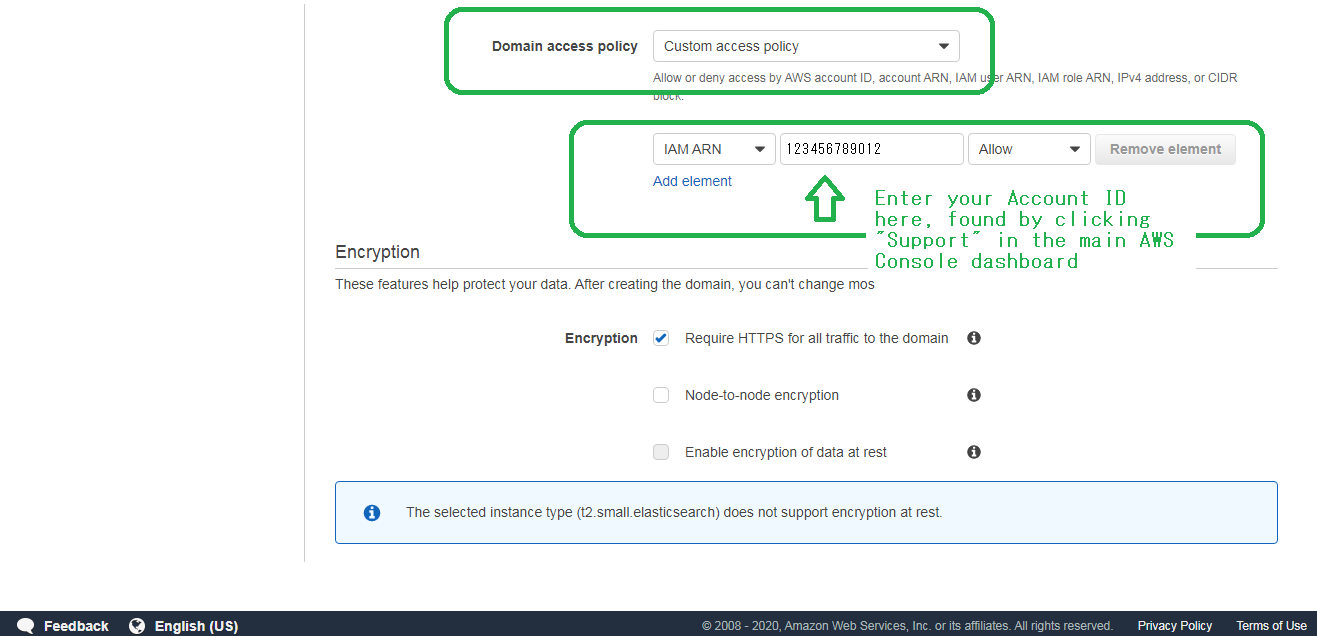 Domain access policy
Custom access policy
Allow or deny access by AWS account ID, account ARN, IAM user ARN, IAM role ARN, IPv4 address, or CIDR
block.
IAM ARN 123456789012 Allow Remove element
Add element
Enter your Account ID
here, found by clicking
"Support" in the main AWS
Console dashboard
Encryption
These features help protect your data. After creating the domain, you can't change mos
Encryption Require HTTPS for all traffic to the domain
Node-to-node encryption
Enable encryption of data at rest
The selected instance type (t2.small.elasticsearch) does not support encryption at rest.
Feedback English (US) © 2008 - 2020, Amazon Web Services, Inc. or its affiliates. All rights reserved. Privacy Policy Terms of Use